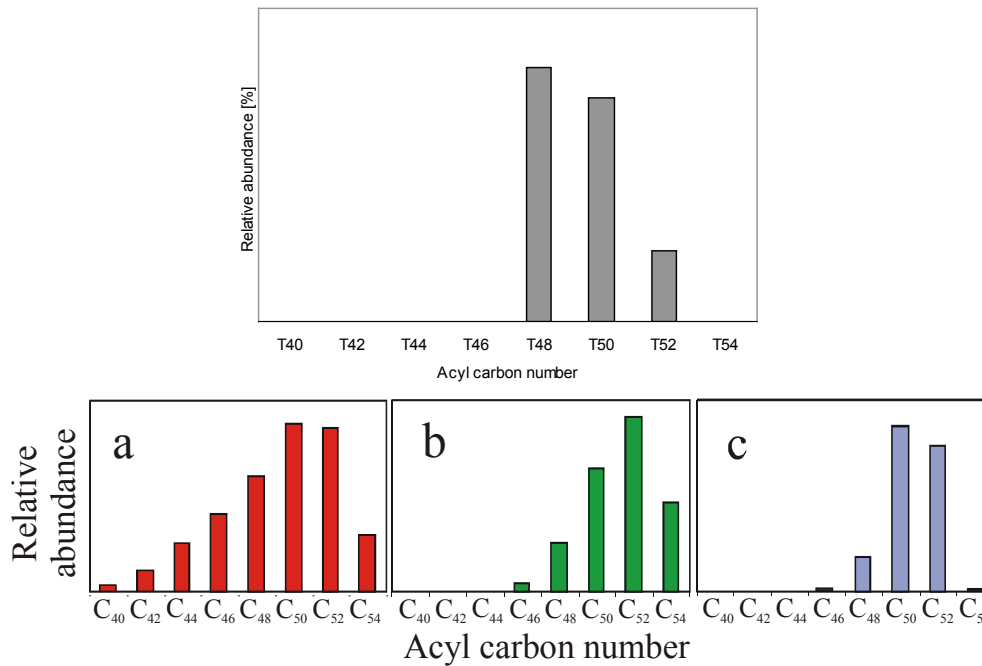 Relative abundance [%]
T40 T42 T44 T46 T48 T50 T52 T54
Acyl carbon number
Relative
abundance
a
b
c
C₄₀ C₄₂ C₄₄ C₄₆ C₄₈ C₅₀ C₅₂ C₅₄
C₄₀ C₄₂ C₄₄ C₄₆ C₄₈ C₅₀ C₅₂ C₅₄
C₄₀ C₄₂ C₄₄ C₄₆ C₄₈ C₅₀ C₅₂
Acyl carbon number